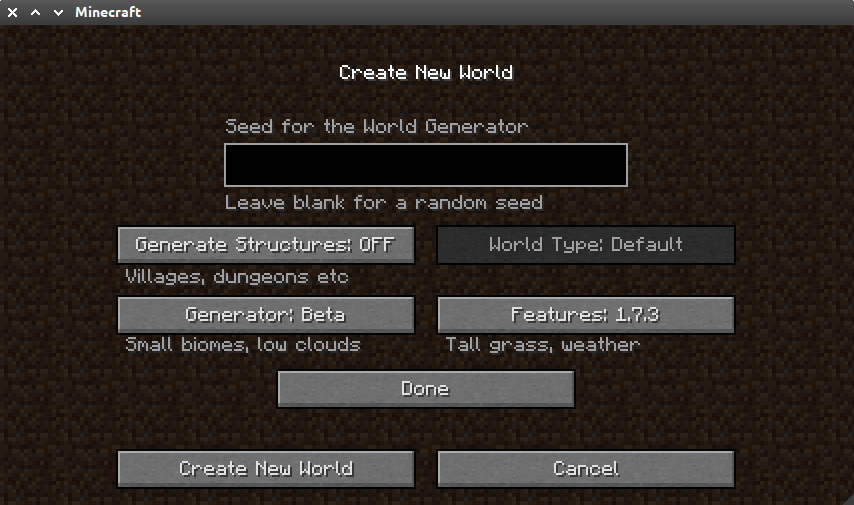 Minecraft
Create New World
Seed for the World Generator
Leave blank for a random seed
Generate Structures: OFF
World Type: Default
Villages, dungeons etc
Generator: Beta
Features: 1.7.3
Small biomes, low clouds
Tall grass, weather
Done
Create New World
Cancel